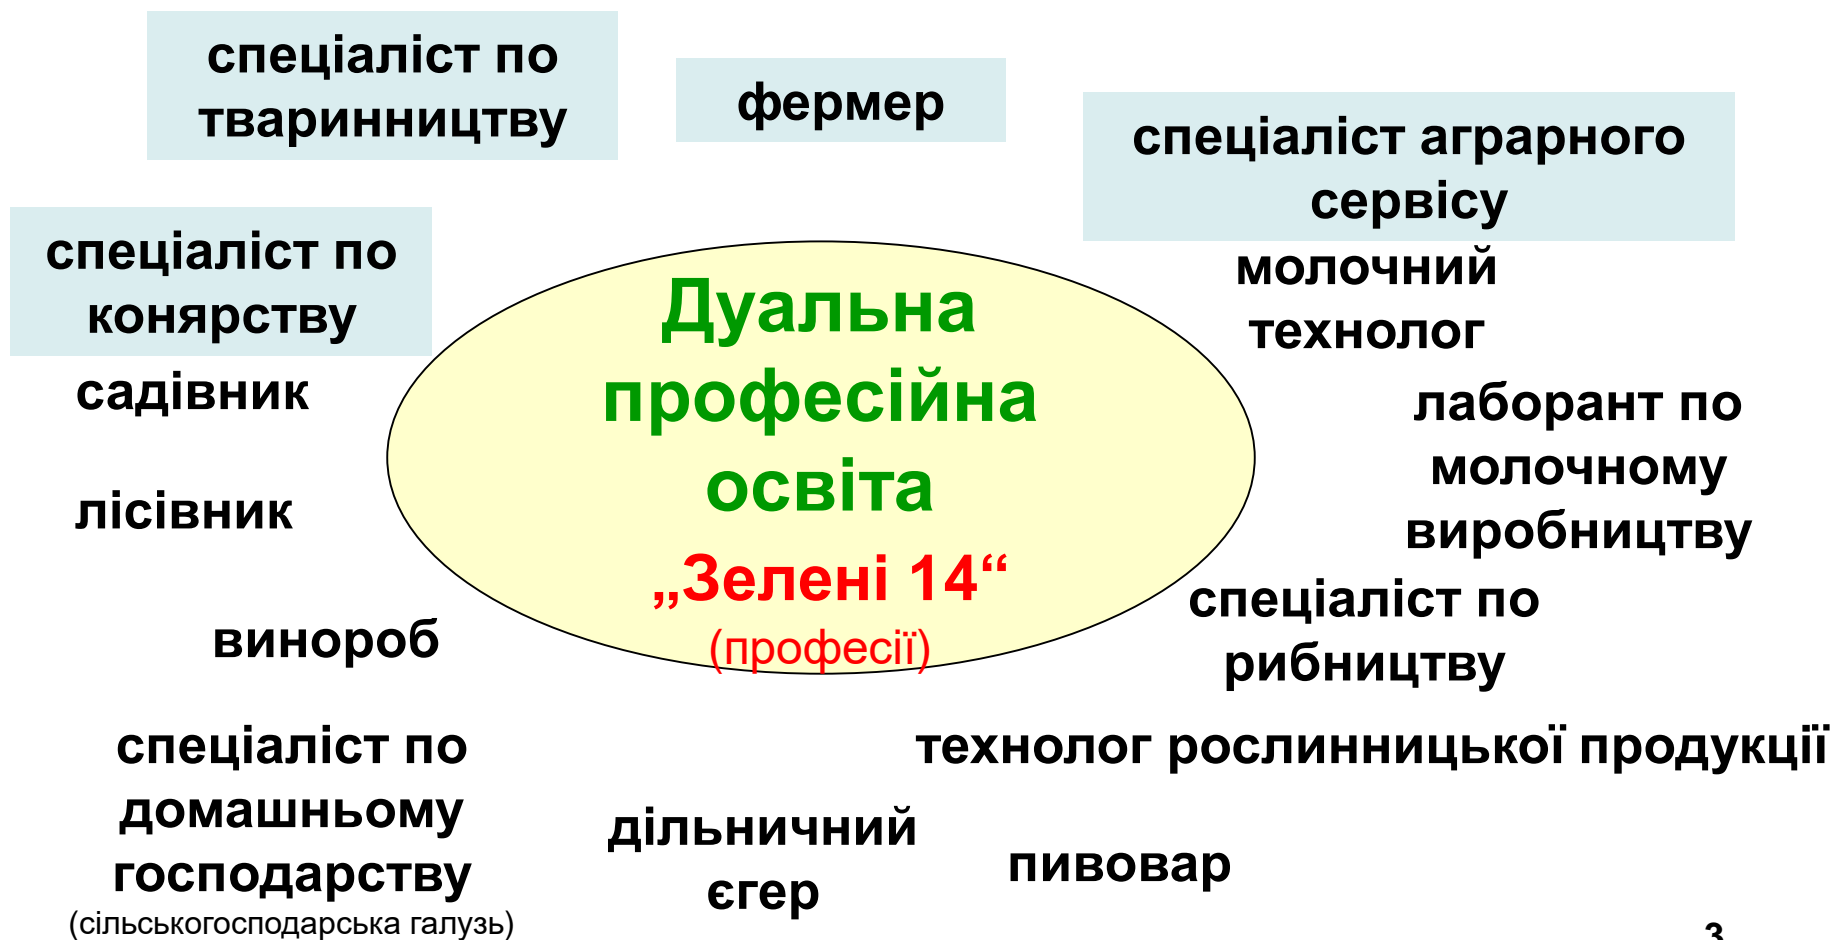 спеціаліст по
тваринництву
фермер
спеціаліст аграрного
сервісу
спеціаліст по
конярству
молочний
технолог
Дуальна
професійна
освіта
„Зелені 14“
(професії)
садівник
лаборант по
молочному
виробництву
лісівник
спеціаліст по
рибництву
винороб
спеціаліст по
домашньому
господарству
(сільськогосподарська галузь)
технолог рослинницької продукції
дільничний
єгер
пивовар
3